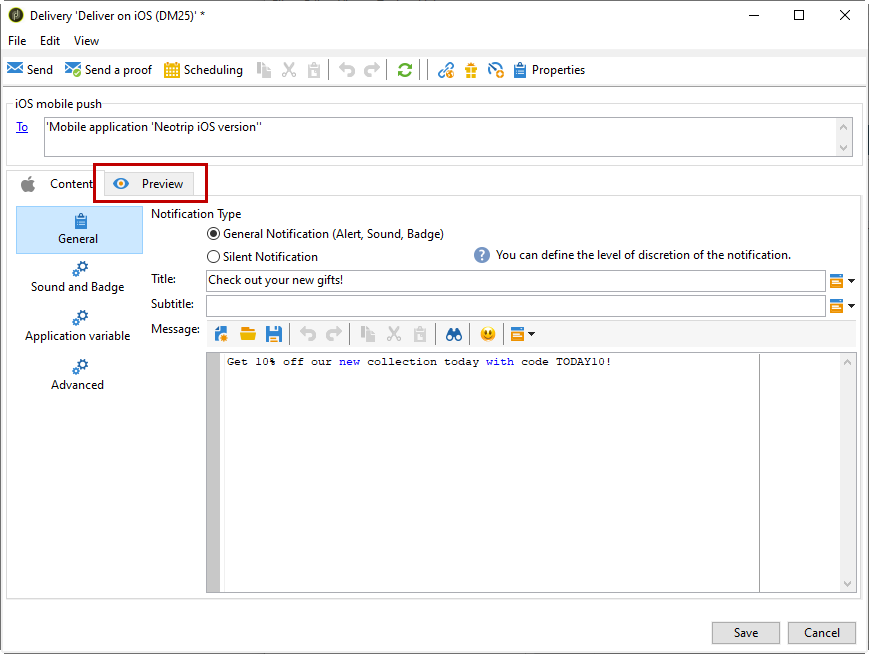 Delivery 'Deliver on iOS (DM25)' *
File Edit View
Send Send a proof Scheduling Properties
iOS mobile push
To 'Mobile application 'Neotrip iOS version''
Content Preview
Notification Type
General
General Notification (Alert, Sound, Badge)
Silent Notification
? You can define the level of discretion of the notification.
Sound and Badge
Title: Check out your new gifts!
Subtitle:
Application variable
Message:
Get 10% off our new collection today with code TODAY10!
Advanced
Save Cancel